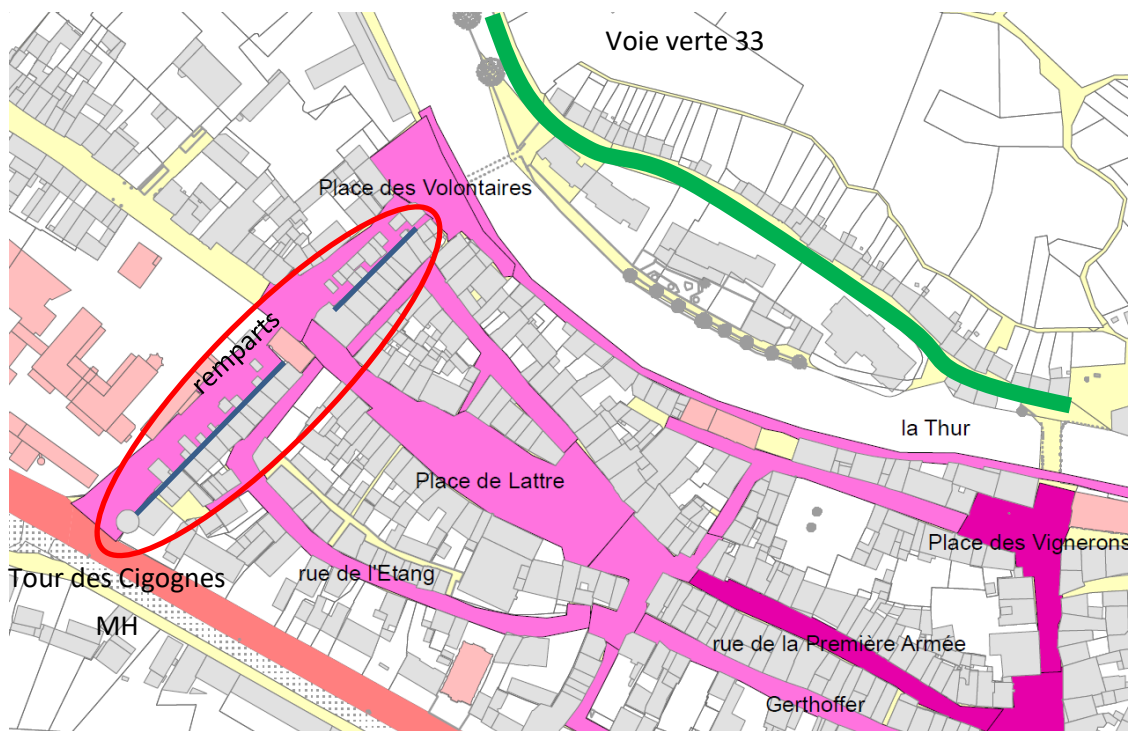 Voie verte 33
Place des Volontaires
remparts
la Thur
Place de Lattre
Place des Vignerons
rue de l'Etang
Tour des Cigognes
MH
rue de la Première Armée
Gerthoffer